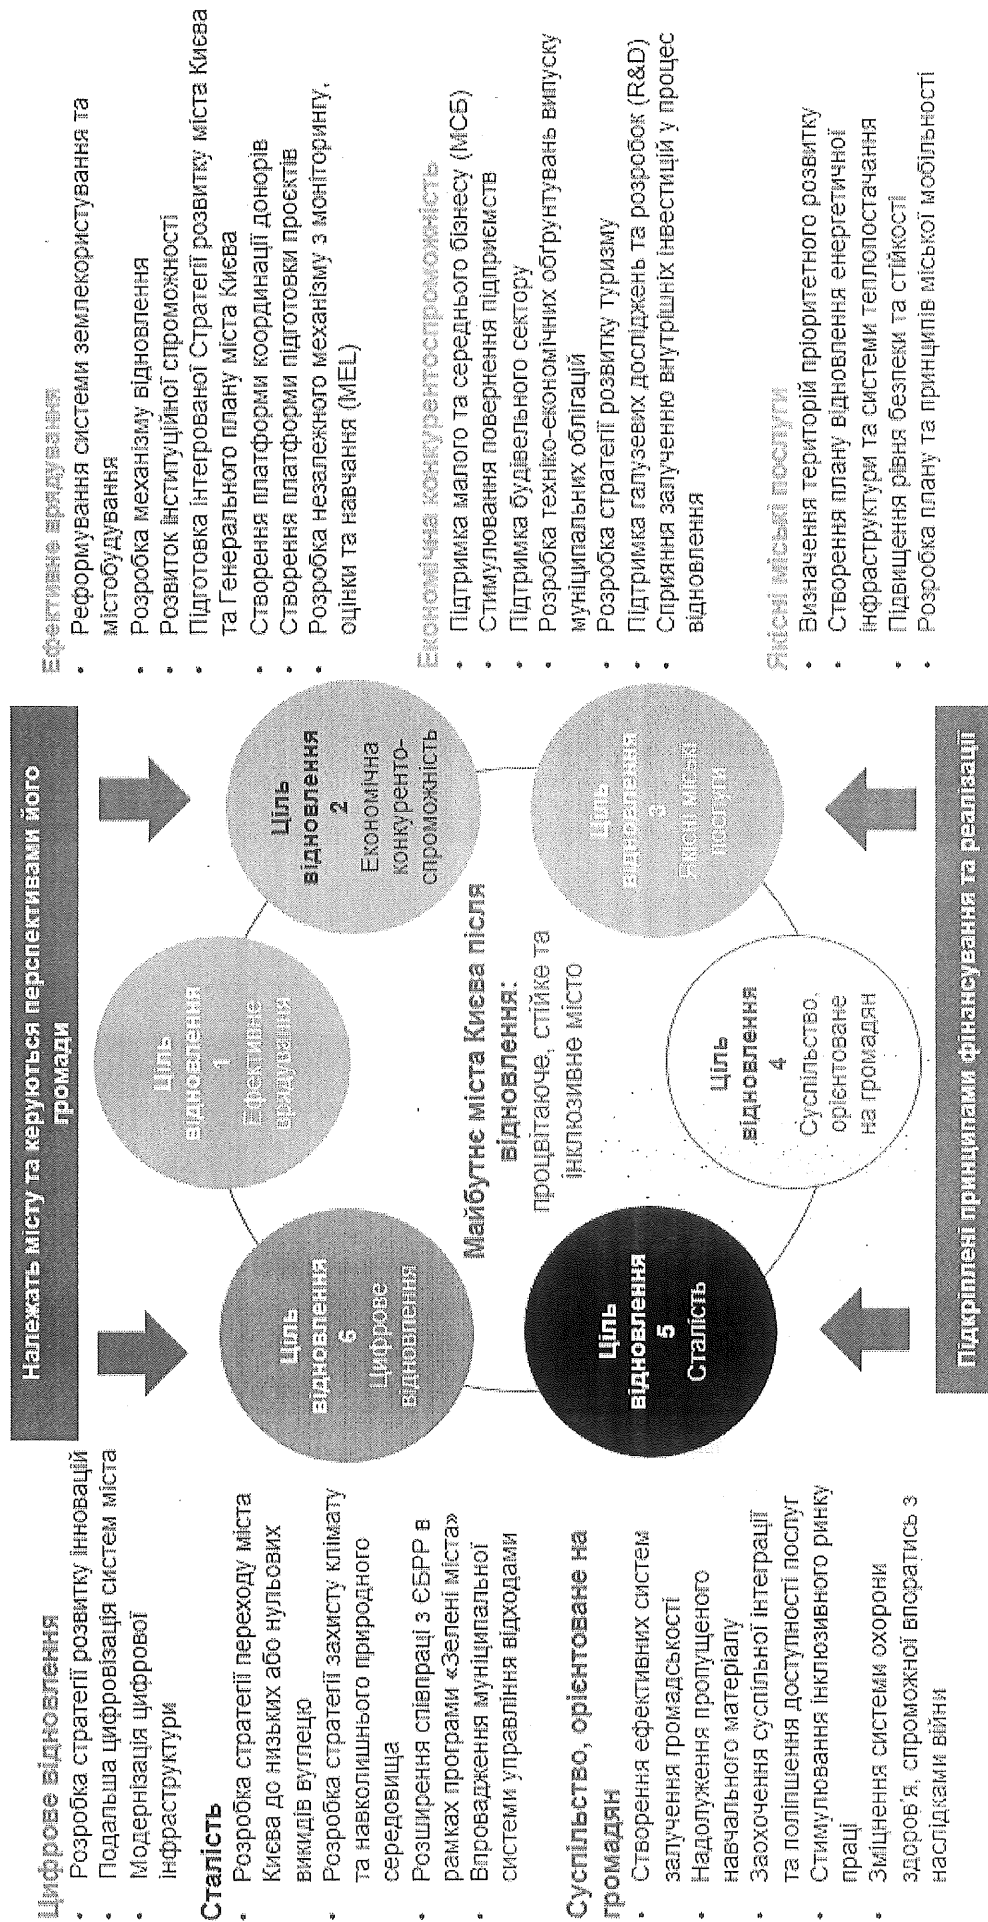 Належать місту та керуються перспективами його
громади
Цифрове відновлення
• Розробка стратегії розвитку інновацій
• Подальша цифровізація систем міста
• Модернізація цифрової
інфраструктури
Сталість
• Розробка стратегії переходу міста
Києва до низьких або нульових
викидів вуглецю
• Розробка стратегії захисту клімату
та навколишнього природного
середовища
• Розширення співпраці з ЄБРР в
рамках програми «Зелені міста»
• Впровадження муніципальної
системи управління відходами
Суспільство, орієнтоване на
громадян
• Створення ефективних систем
залучення громадськості
• Надолуження пропущеного
навчального матеріалу
• Заохочення суспільної інтеграції
та поліпшення доступності послуг
• Стимулювання інклюзивного ринку
праці
• Зміцнення системи охорони
здоров'я, спроможної впоратись з
наслідками війни
Ціль
відновлення
1
Ефективне
врядування
Ціль
відновлення
2
Економічна
конкуренто-
спроможність
Ціль
відновлення
3
Якісні міські
послуги
Ціль
відновлення
4
Суспільство,
орієнтоване
на громадян
Ціль
відновлення
5
Сталість
Ціль
відновлення
6
Цифрове
відновлення
Майбутнє міста Києва після
відновлення:
процвітаюче, стійке та
інклюзивне місто
Ефективне врядування
• Реформування системи землекористування та
містобудування
• Розробка механізму відновлення
• Розвиток інституційної спроможності
• Підготовка інтегрованої Стратегії розвитку міста Києва
та Генерального плану міста Києва
• Створення платформи координації донорів
• Створення платформи підготовки проєктів
• Розробка незалежного механізму з моніторингу,
оцінки та навчання (MEL)
Економічна конкурентоспроможність
• Підтримка малого та середнього бізнесу (МСБ)
• Стимулювання повернення підприємств
• Підтримка будівельного сектору
• Розробка техніко-економічних обґрунтувань випуску
муніципальних облігацій
• Розробка стратегії розвитку туризму
• Підтримка галузевих досліджень та розробок (R&D)
• Сприяння залученню внутрішніх інвестицій у процес
відновлення
Якісні міські послуги
• Визначення територій пріоритетного розвитку
• Створення плану відновлення енергетичної
інфраструктури та системи теплопостачання
• Підвищення рівня безпеки та стійкості
• Розробка плану та принципів міської мобільності
Підкріплені принципами фінансування та реалізації